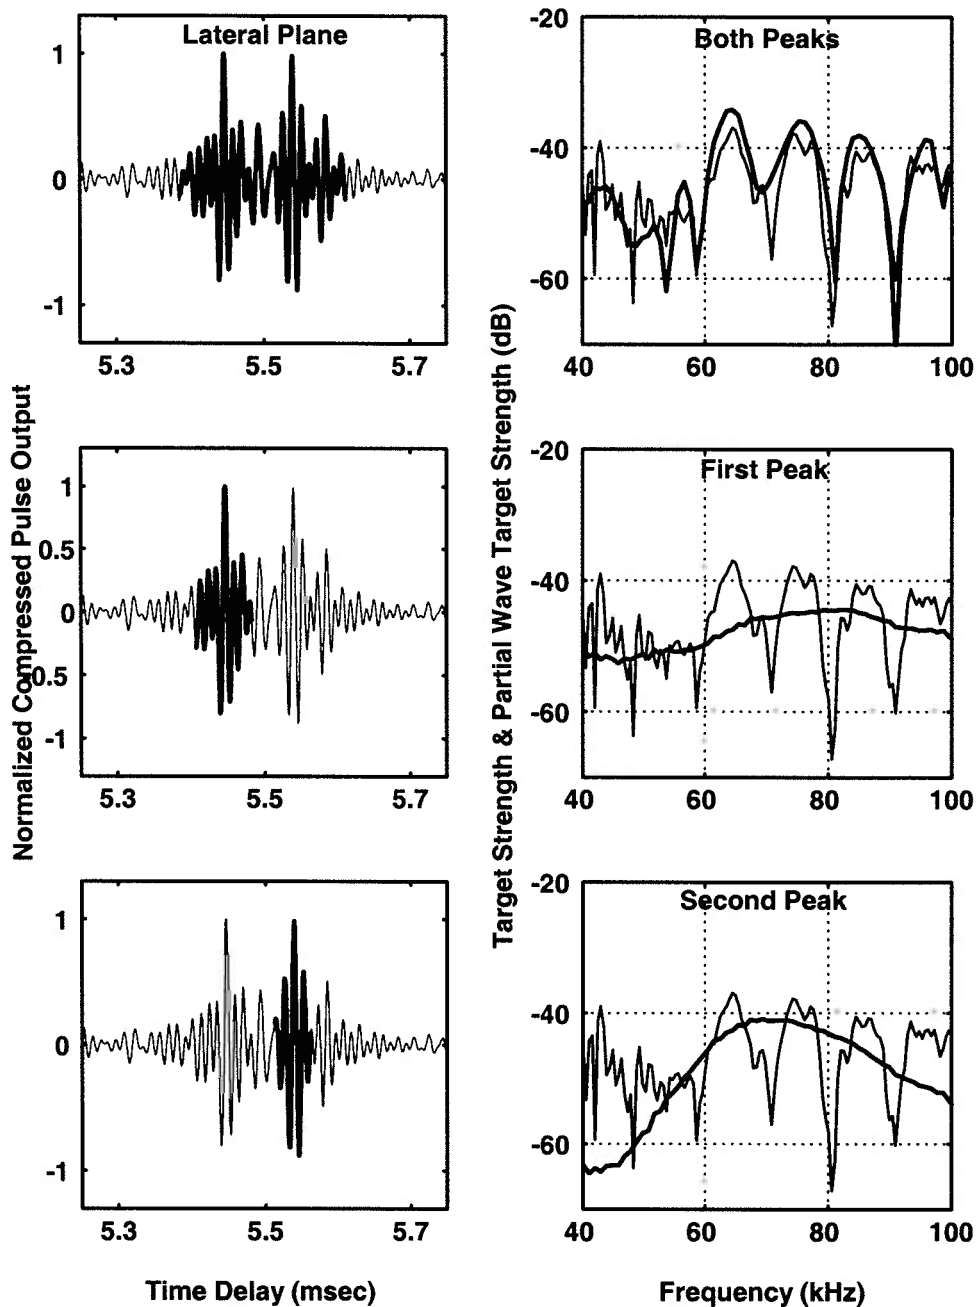 Lateral Plane
1
0
-1
5.3 5.5 5.7
Both Peaks
-20
-40
-60
40 60 80 100
Normalized Compressed Pulse Output
1
0.5
0
0.5
-1
5.3 5.5 5.7
Target Strength & Partial Wave Target Strength (dB)
First Peak
-20
-40
-60
40 60 80 100
1
0
-1
5.3 5.5 5.7
Time Delay (msec)
Second Peak
-20
-40
-60
40 60 80 100
Frequency (kHz)